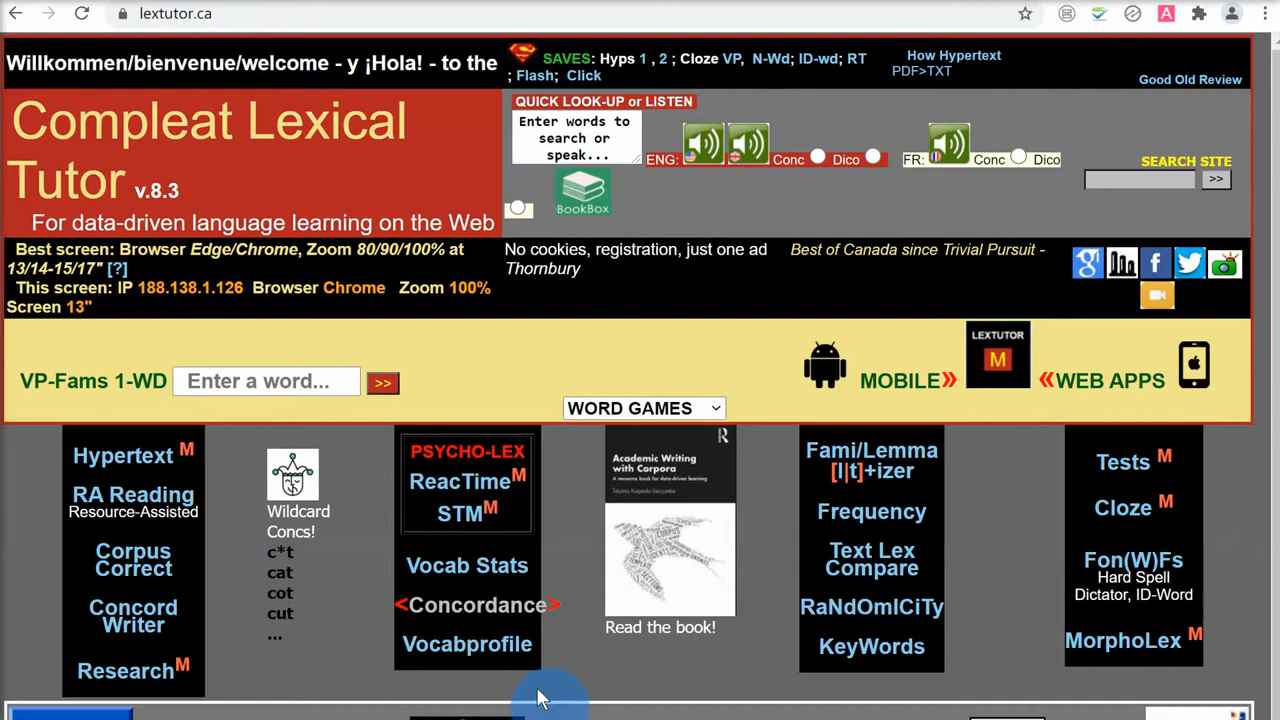 lextutor.ca
Willkommen/bienvenue/welcome - y ¡Hola! - to the
SAVES: Hyps 1 , 2 ; Cloze VP, N-Wd; ID-wd; RT
; Flash; Click
How Hypertext
PDF>TXT
Good Old Review
Compleat Lexical
Tutor v.8.3
For data-driven language learning on the Web
QUICK LOOK-UP or LISTEN
Enter words to
search or
speak...
ENG: Conc Dico
FR: Conc Dico
BookBox
SEARCH SITE
>>
Best screen: Browser Edge/Chrome, Zoom 80/90/100% at
13/14-15/17" [?]
This screen: IP 188.138.1.126 Browser Chrome Zoom 100%
Screen 13"
No cookies, registration, just one ad
Thornbury
Best of Canada since Trivial Pursuit -
VP-Fams 1-WD Enter a word... >>
WORD GAMES
MOBILE»
LEXTUTOR
M
«WEB APPS
Hypertext M
RA Reading
Resource-Assisted
Corpus
Correct
Concord
Writer
Research M
Wildcard
Concs!
c*t
cat
cot
cut
...
PSYCHO-LEX
ReacTime M
STM M
Vocab Stats
<Concordance>
Vocabprofile
R
Academic Writing
with Corpora
A resource book for data-driven learning
Read the book!
Fami/Lemma
[l|t]+izer
Frequency
Text Lex
Compare
RaNdOmICiTy
KeyWords
Tests M
Cloze M
Fon(W)Fs
Hard Spell
Dictator, ID-Word
MorphoLex M